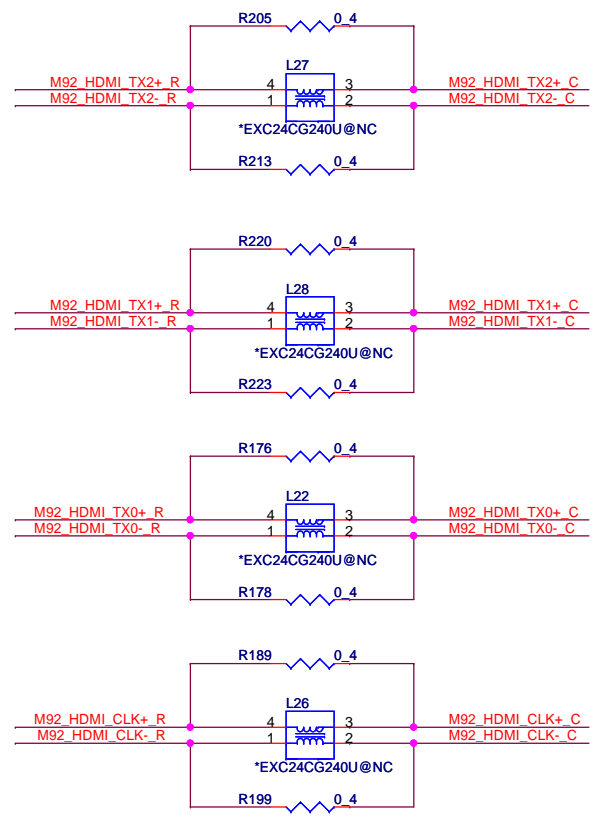 R205 0_4
L27
M92_HDMI_TX2+_R 4 3 M92_HDMI_TX2+_C
M92_HDMI_TX2-_R 1 2 M92_HDMI_TX2-_C
*EXC24CG240U@NC
R213 0_4
R220 0_4
L28
M92_HDMI_TX1+_R 4 3 M92_HDMI_TX1+_C
M92_HDMI_TX1-_R 1 2 M92_HDMI_TX1-_C
*EXC24CG240U@NC
R223 0_4
R176 0_4
L22
M92_HDMI_TX0+_R 4 3 M92_HDMI_TX0+_C
M92_HDMI_TX0-_R 1 2 M92_HDMI_TX0-_C
*EXC24CG240U@NC
R178 0_4
R189 0_4
L26
M92_HDMI_CLK+_R 4 3 M92_HDMI_CLK+_C
M92_HDMI_CLK-_R 1 2 M92_HDMI_CLK-_C
*EXC24CG240U@NC
R199 0_4